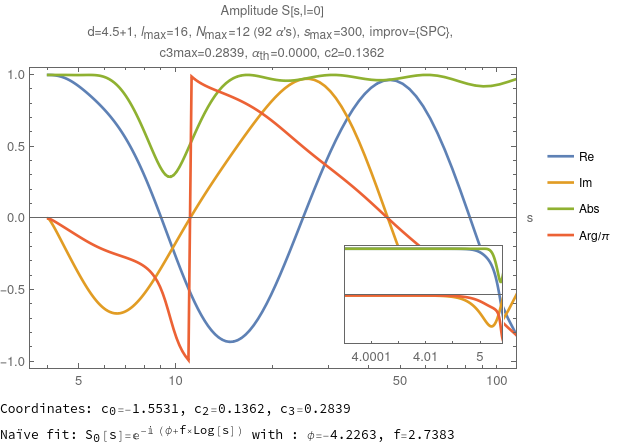 Amplitude S[s,l=0]
d=4.5+1, lmax=16, Nmax=12 (92 α's), smax=300, improv={SPC},
c3max=0.2839, αth=0.0000, c2=0.1362
1.0
0.5
0.0
-0.5
-1.0
5
10
50
100
s
4.0001
4.01
5
Re
Im
Abs
Arg/π
Coordinates: c0=-1.5531, c2=0.1362, c3=0.2839
Naïve fit: S0[s]=e^-i (ϕ+f×Log[s]) with : ϕ=-4.2263, f=2.7383